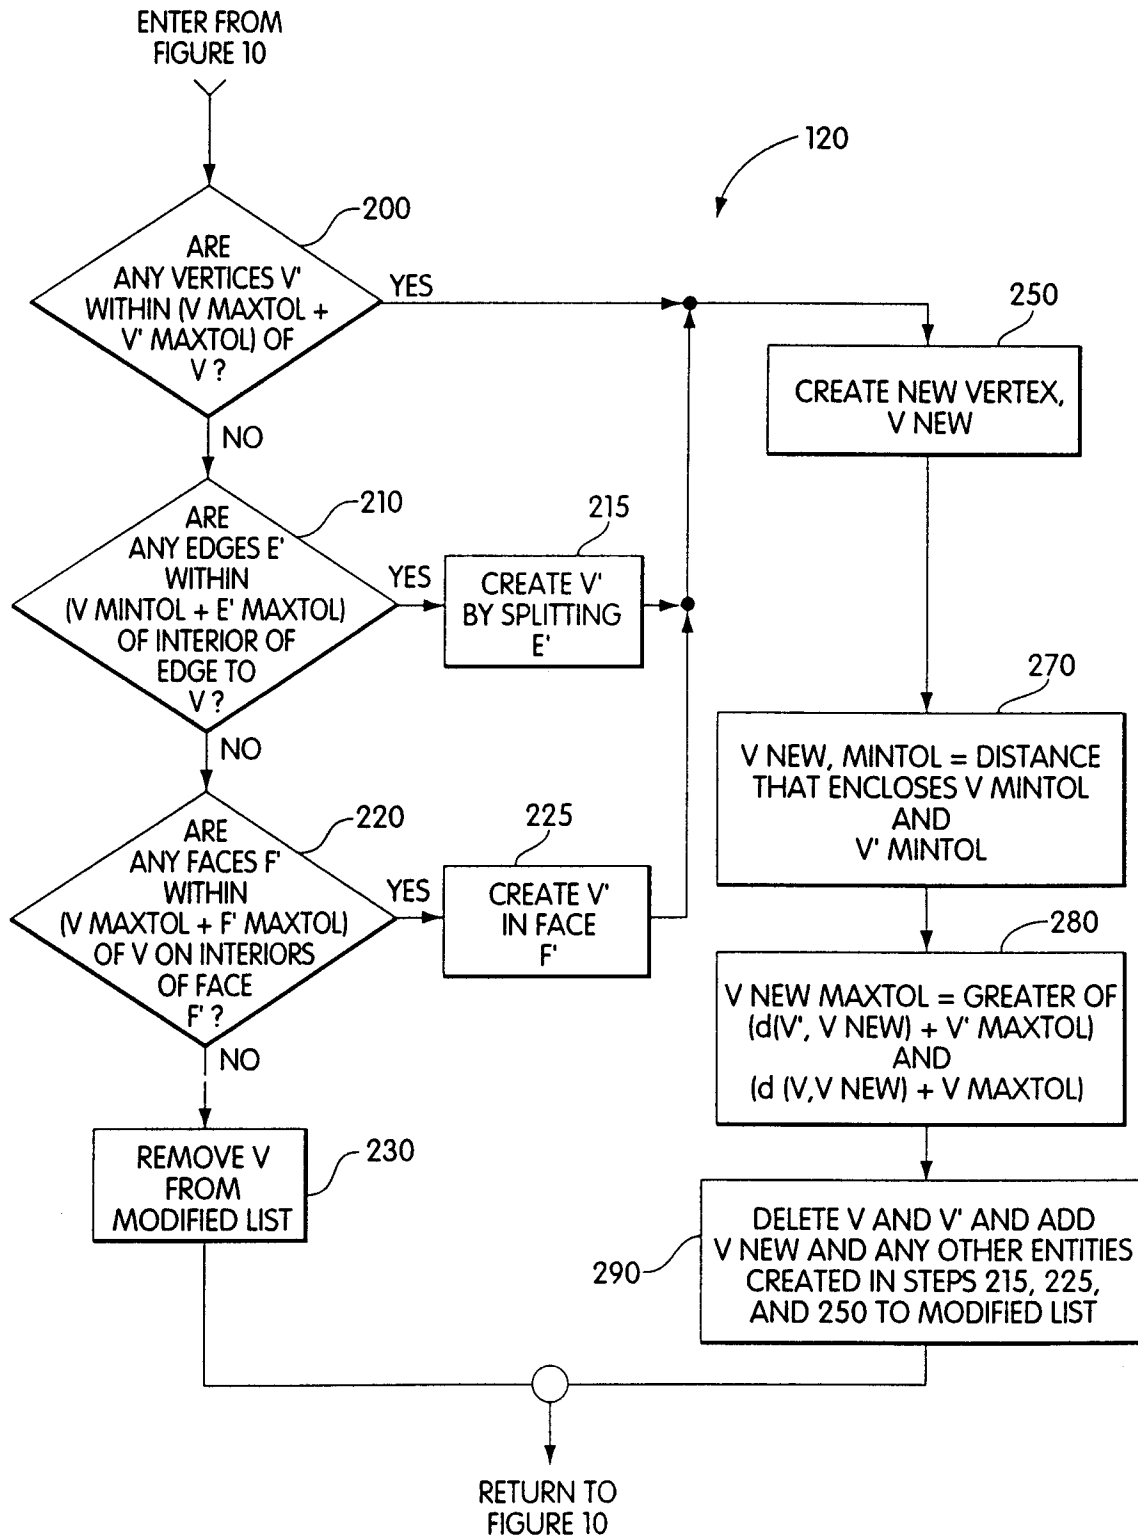 ENTER FROM
FIGURE 10
120
200
ARE
ANY VERTICES V'
WITHIN (V MAXTOL +
V' MAXTOL) OF
V ?
YES
NO
250
CREATE NEW VERTEX,
V NEW
210
ARE
ANY EDGES E'
WITHIN
(V MINTOL + E' MAXTOL)
OF INTERIOR OF
EDGE TO
V ?
YES
NO
215
CREATE V'
BY SPLITTING
E'
270
V NEW, MINTOL = DISTANCE
THAT ENCLOSES V MINTOL
AND
V' MINTOL
220
ARE
ANY FACES F'
WITHIN
(V MAXTOL + F' MAXTOL)
OF V ON INTERIORS
OF FACE
F' ?
YES
NO
225
CREATE V'
IN FACE
F'
280
V NEW MAXTOL = GREATER OF
(d(V', V NEW) + V' MAXTOL)
AND
(d (V,V NEW) + V MAXTOL)
230
REMOVE V
FROM
MODIFIED LIST
290
DELETE V AND V' AND ADD
V NEW AND ANY OTHER ENTITIES
CREATED IN STEPS 215, 225,
AND 250 TO MODIFIED LIST
RETURN TO
FIGURE 10